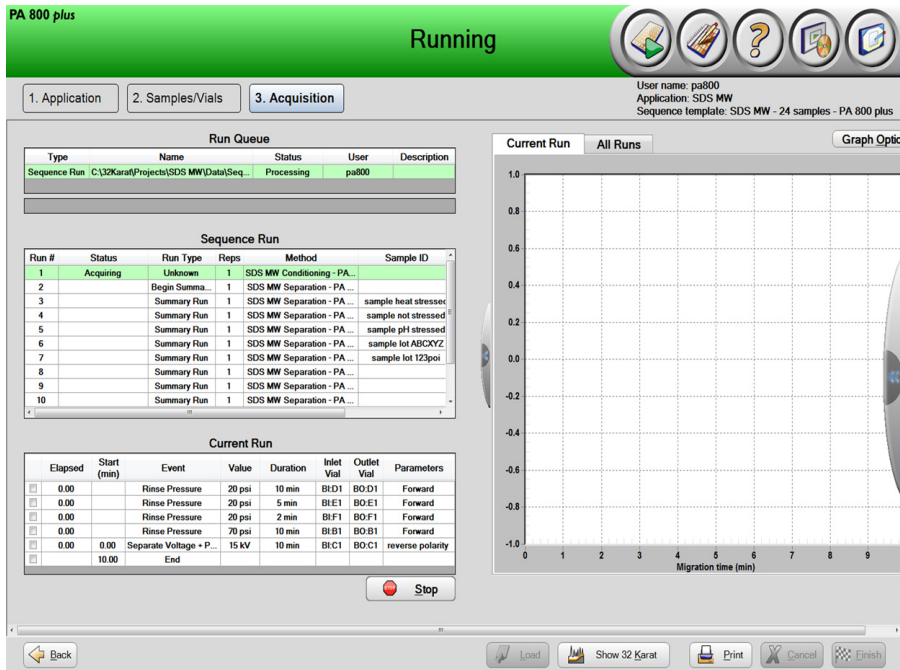 PA 800 plus
Running
1. Application
2. Samples/Vials
3. Acquisition
User name: pa800
Application: SDS MW
Sequence template: SDS MW - 24 samples - PA 800 plus
Run Queue
Type Name Status User Description
Sequence Run C:\32Karat\Projects\SDS MW\Data\Seq... Processing pa800
Sequence Run
Run # Status Run Type Reps Method Sample ID
1 Acquiring Unknown 1 SDS MW Conditioning - PA...
2 Begin Summa... 1 SDS MW Separation - PA ...
3 Summary Run 1 SDS MW Separation - PA ... sample heat stressed
4 Summary Run 1 SDS MW Separation - PA ... sample not stressed
5 Summary Run 1 SDS MW Separation - PA ... sample pH stressed
6 Summary Run 1 SDS MW Separation - PA ... sample lot ABCXYZ
7 Summary Run 1 SDS MW Separation - PA ... sample lot 123poi
8 Summary Run 1 SDS MW Separation - PA ...
9 Summary Run 1 SDS MW Separation - PA ...
10 Summary Run 1 SDS MW Separation - PA ...
Current Run
Elapsed Start (min) Event Value Duration Inlet Vial Outlet Vial Parameters
0.00 Rinse Pressure 20 psi 10 min BI:D1 BO:D1 Forward
0.00 Rinse Pressure 20 psi 5 min BI:E1 BO:E1 Forward
0.00 Rinse Pressure 20 psi 2 min BI:F1 BO:F1 Forward
0.00 Rinse Pressure 70 psi 10 min BI:B1 BO:B1 Forward
0.00 0.00 Separate Voltage + P... 15 kV 10 min BI:C1 BO:C1 reverse polarity
10.00 End
Stop
Current Run
All Runs
Graph Optio
1.0
0.8
0.6
0.4
0.2
0.0
-0.2
-0.4
-0.6
-0.8
-1.0
0 1 2 3 4 5 6 7 8 9
Migration time (min)
Back
Load
Show 32 Karat
Print
Cancel
Finish